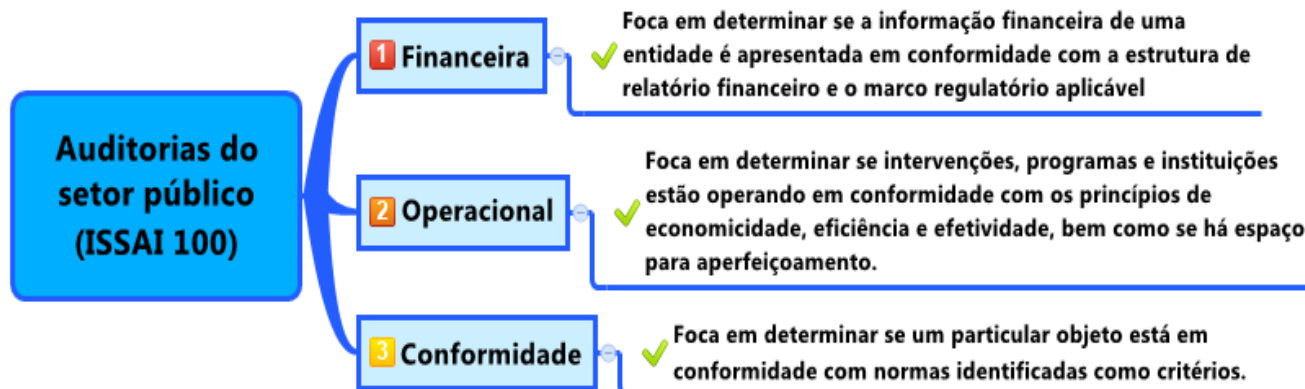 Auditorias do
setor público
(ISSAI 100)
1 Financeira
Foca em determinar se a informação financeira de uma
entidade é apresentada em conformidade com a estrutura de
relatório financeiro e o marco regulatório aplicável
2 Operacional
Foca em determinar se intervenções, programas e instituições
estão operando em conformidade com os princípios de
economicidade, eficiência e efetividade, bem como se há espaço
para aperfeiçoamento.
3 Conformidade
Foca em determinar se um particular objeto está em
conformidade com normas identificadas como critérios.